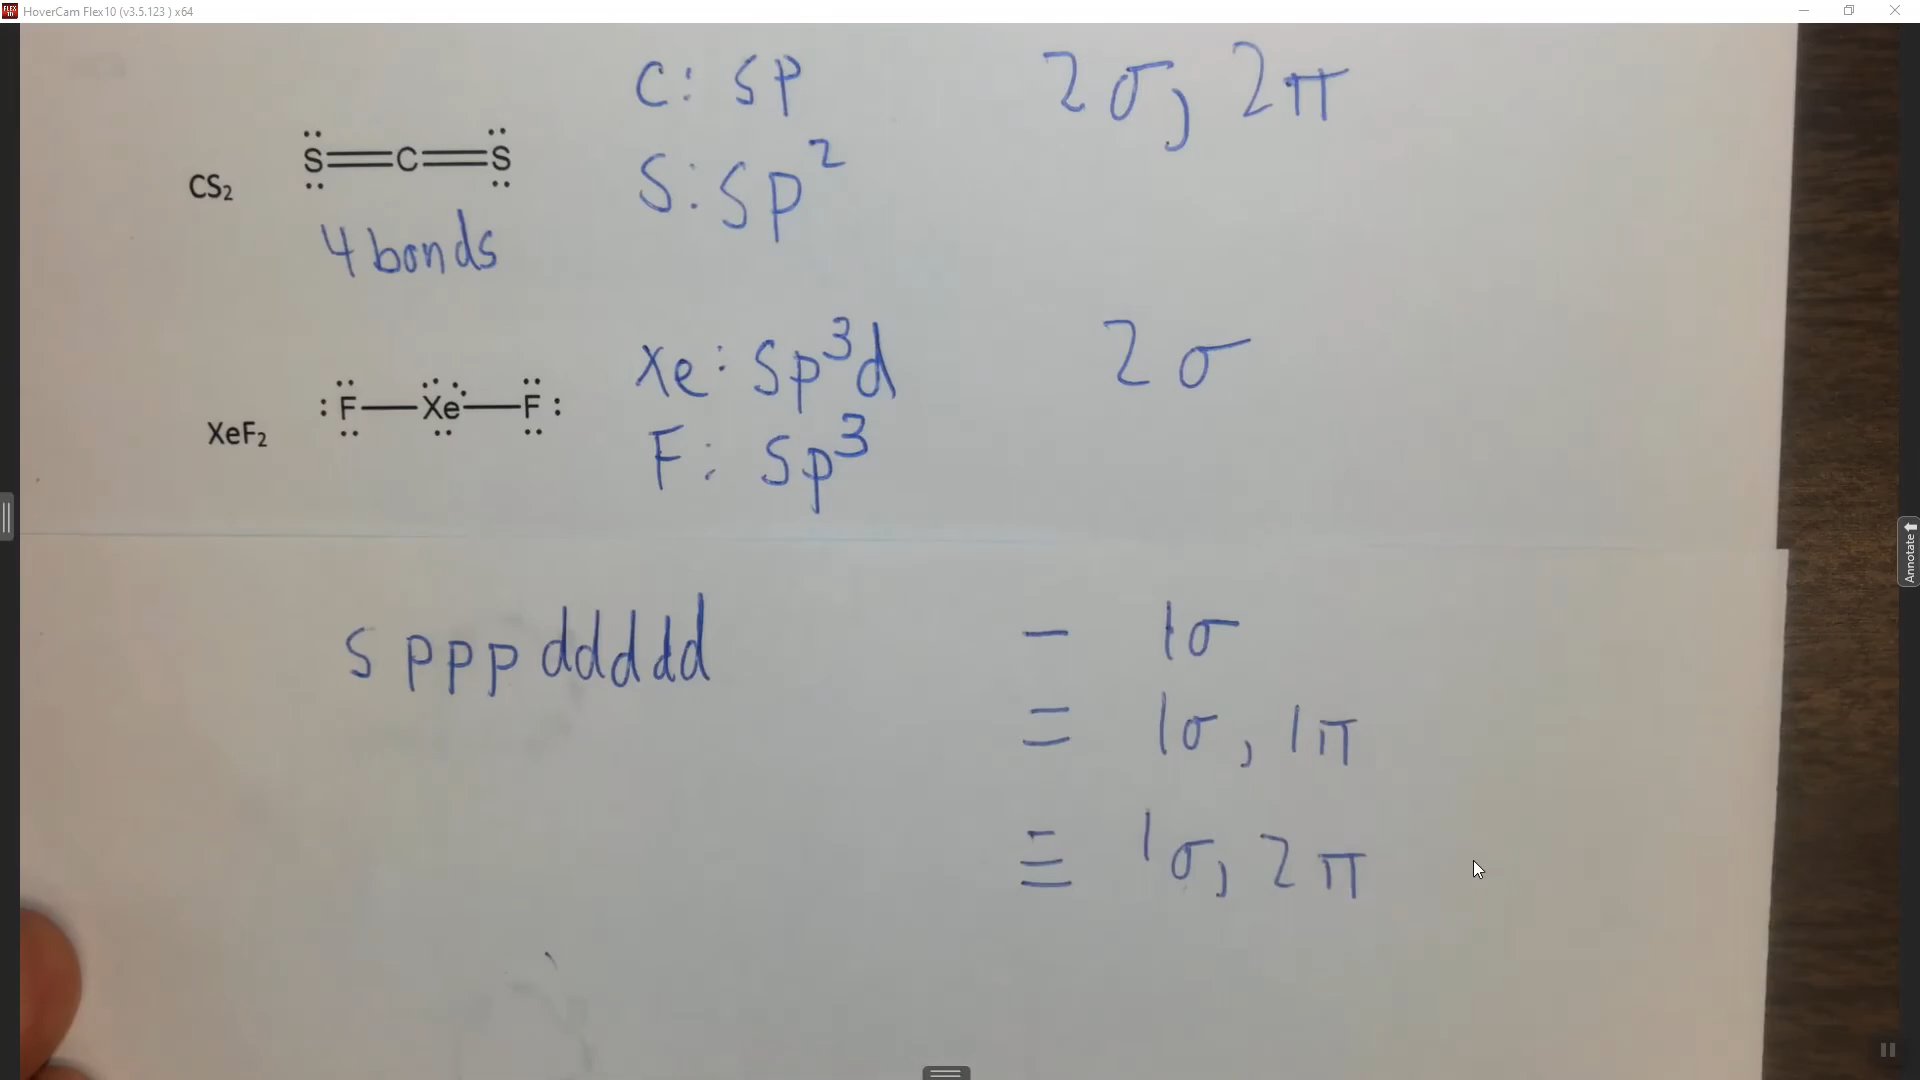 HoverCam Flex10 (v3.5.123 ) x64
C: sp
2σ, 2π
S=C=S
S: sp²
CS₂
4 bonds
Xe: sp³d
2σ
:F—Xe—F:
XeF₂
F: sp³
Annotate
s ppp ddddd
— 1σ
= 1σ, 1π
≡ 1σ, 2π